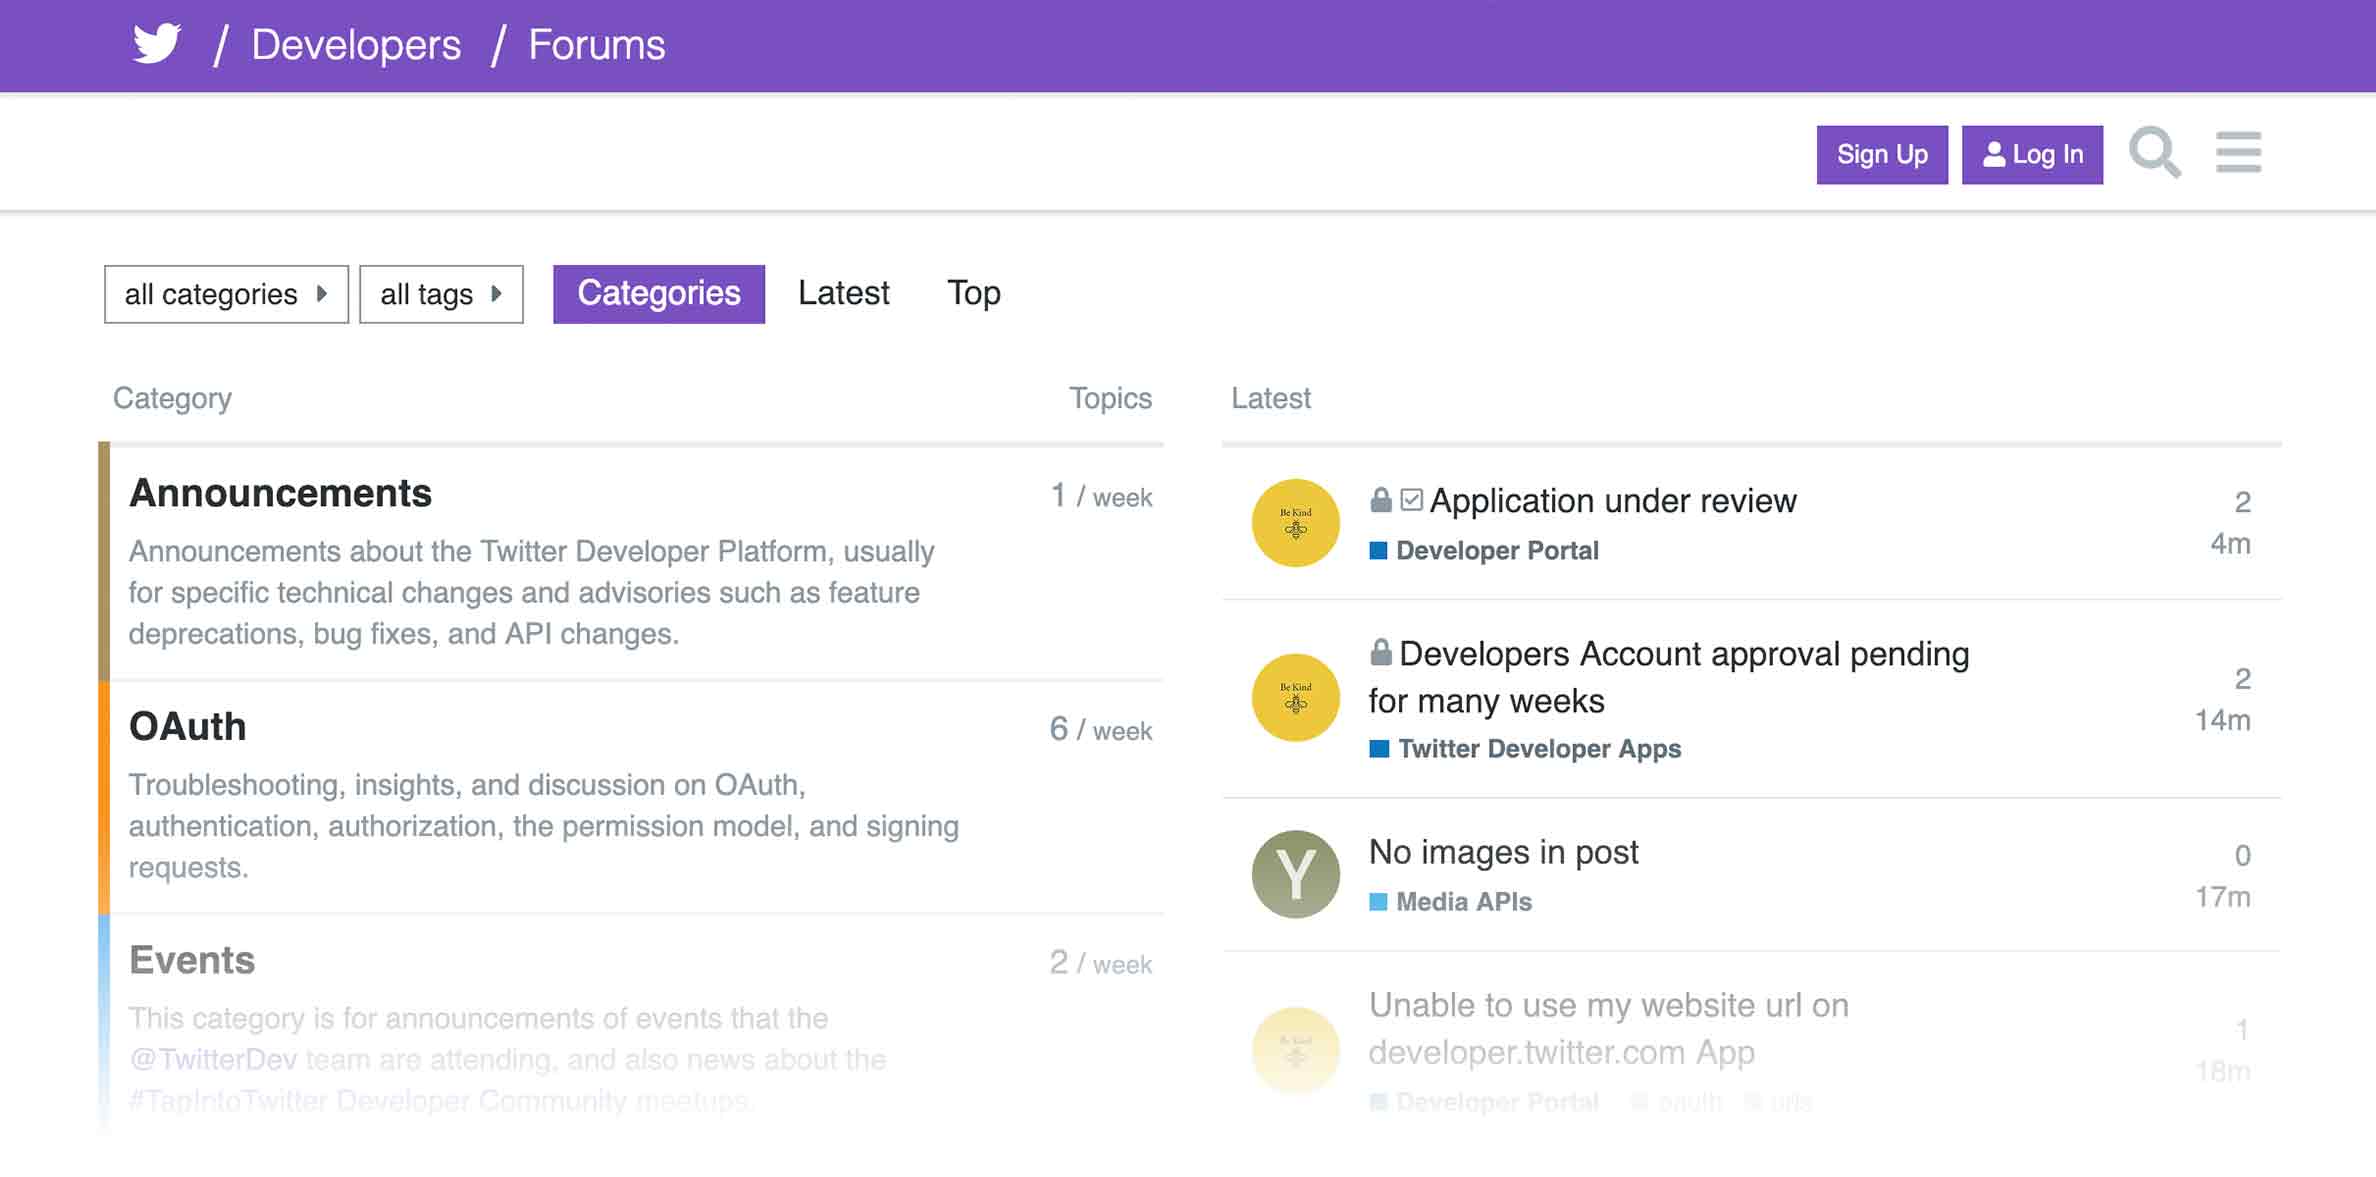 / Developers / Forums
Sign Up
Log In
all categories
all tags
Categories
Latest
Top
Category
Topics
Announcements
1 / week
Announcements about the Twitter Developer Platform, usually
for specific technical changes and advisories such as feature
deprecations, bug fixes, and API changes.
OAuth
6 / week
Troubleshooting, insights, and discussion on OAuth,
authentication, authorization, the permission model, and signing
requests.
Events
2 / week
This category is for announcements of events that the
@TwitterDev team are attending, and also news about the
#TapIntoTwitter Developer Community meetups.
Latest
Be Kind
Application under review
2
Developer Portal
4m
Be Kind
Developers Account approval pending
for many weeks
2
14m
Twitter Developer Apps
Y
No images in post
0
Media APIs
17m
Be Kind
Unable to use my website url on
developer.twitter.com App
1
18m
Developer Portal oauth urls